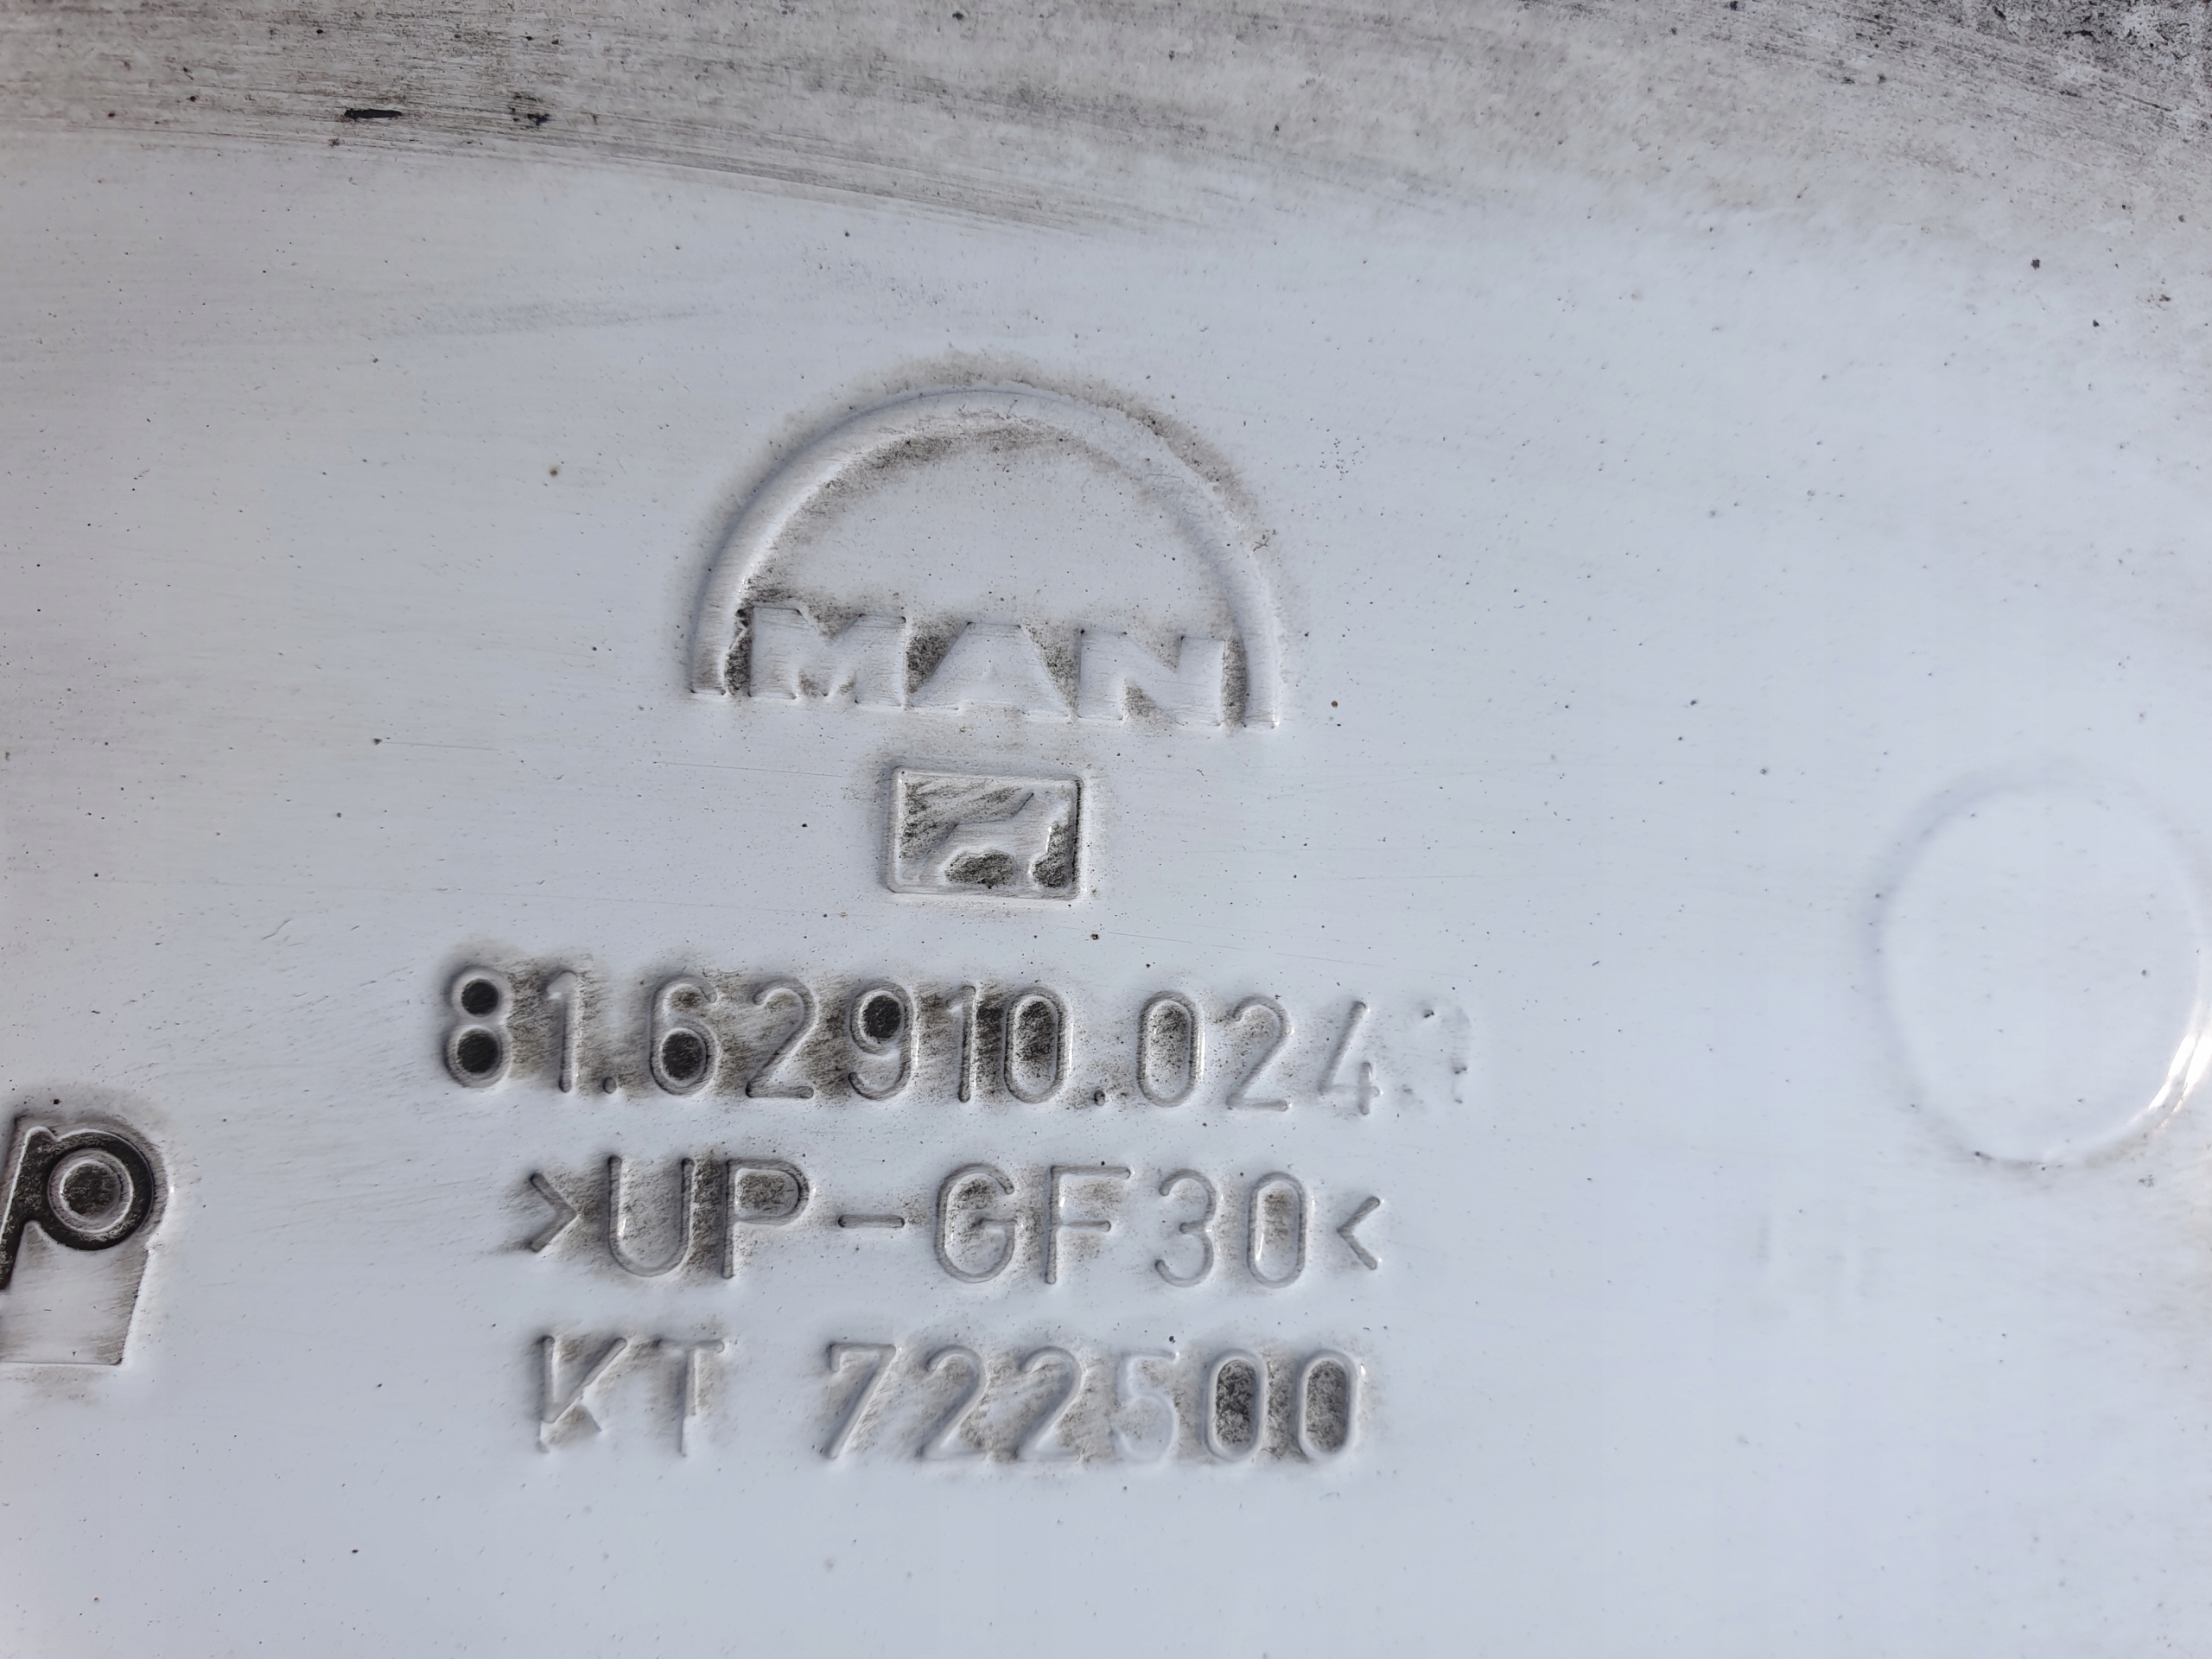 MAN
81.62910.024
p
>UP-GF30<
KT 722500